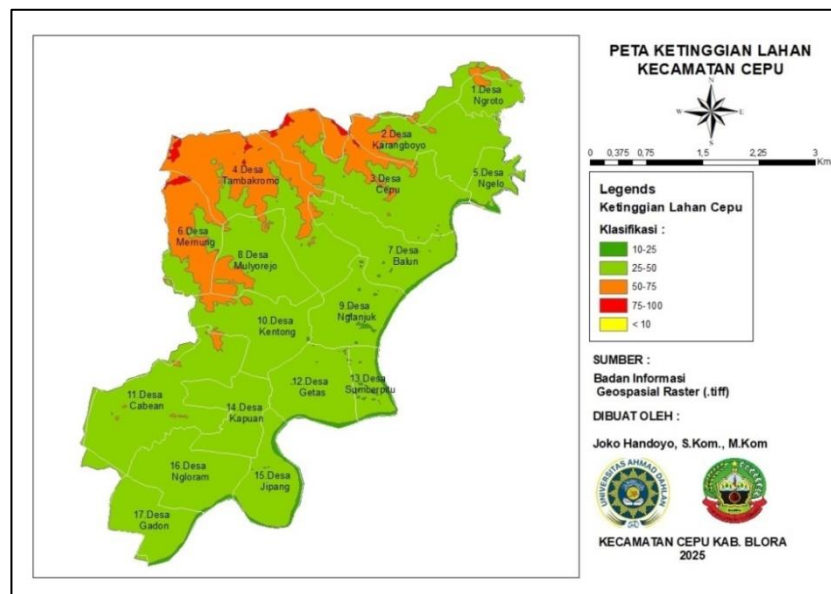 PETA KETINGGIAN LAHAN
KECAMATAN CEPU
N
W
E
S
0 0,375 0,75 1,5 2,25 3
Km
Legends
Ketinggian Lahan Cepu
Klasifikasi :
10-25
25-50
50-75
75-100
< 10
SUMBER :
Badan Informasi
Geospasial Raster (.tiff)
DIBUAT OLEH :
Joko Handoyo, S.Kom., M.Kom
UNIVERSITAS AHMAD DAHLAN
KECAMATAN CEPU KAB. BLORA
2025
1.Desa
Ngroto
2.Desa
Karangboyo
3.Desa
Cepu
4.Desa
Tambakromo
5.Desa
Ngelo
6.Desa
Mernung
7.Desa
Balun
8.Desa
Mulyorejo
9.Desa
Nglanjuk
10.Desa
Kentong
11.Desa
Cabean
12.Desa
Getas
13.Desa
Sumberpitu
14.Desa
Kapuan
15.Desa
Jipang
16.Desa
Ngloram
17.Desa
Gadon